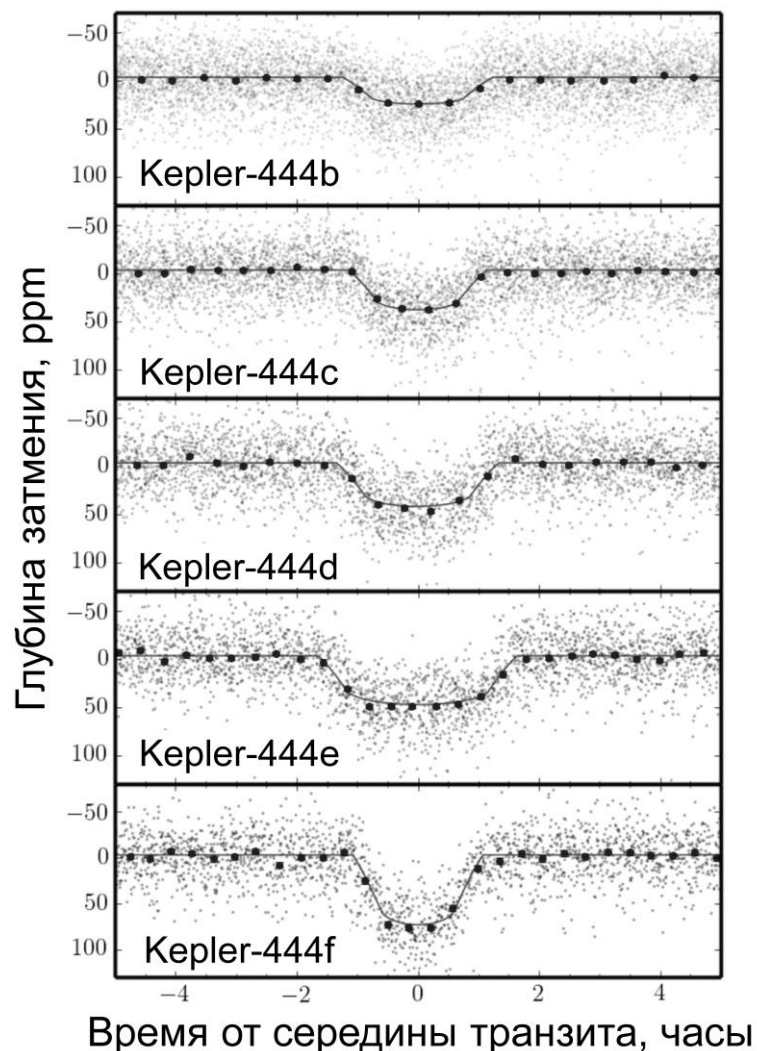 Глубина затмения, ppm
−50
0
50
100
Kepler-444b
−50
0
50
100
Kepler-444c
−50
0
50
100
Kepler-444d
−50
0
50
100
Kepler-444e
−50
0
50
100
Kepler-444f
−4 −2 0 2 4
Время от середины транзита, часы